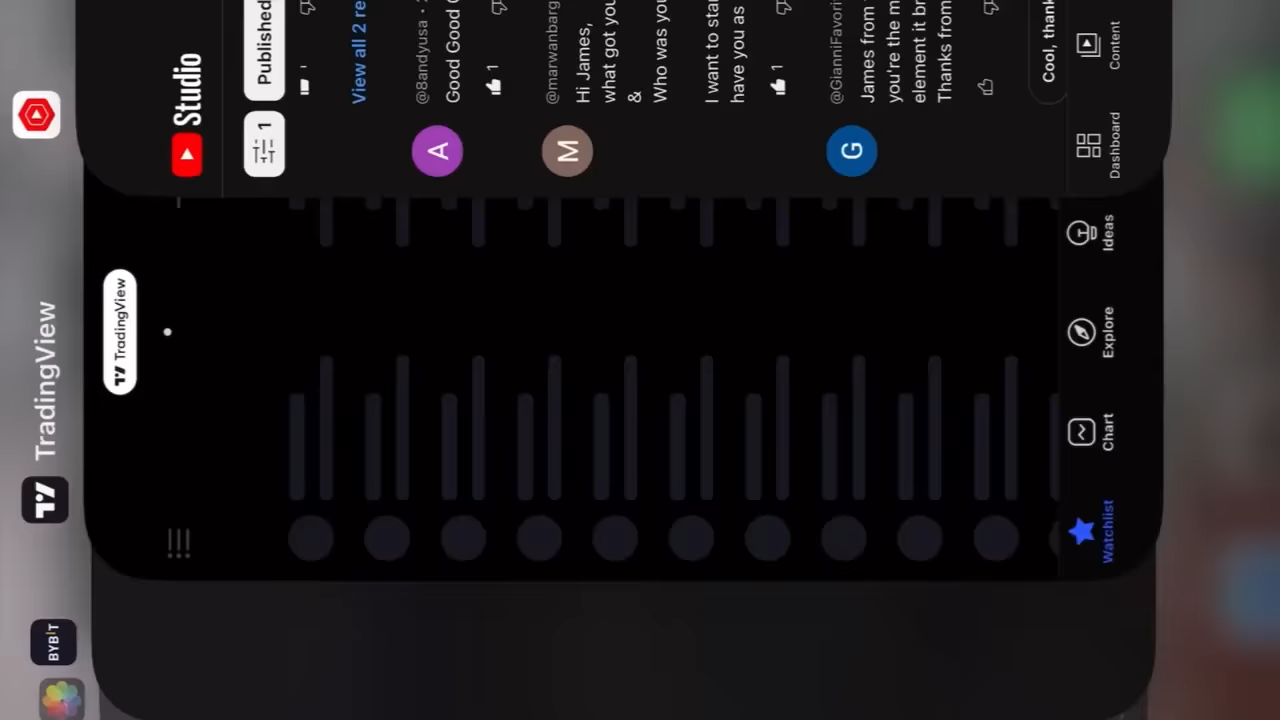 TradingView
BYBIT
TradingView
Watchlist
Chart
Explore
Ideas
Studio
1
Published
View all 2 re
A
@8andyusa
Good Good
1
M
@marwanbarg
Hi James,
what got you
&
Who was you
I want to star
have you as
1
G
@GianniFavori
James from
you're the m
element it br
Thanks from
Cool, thank
Dashboard
Content